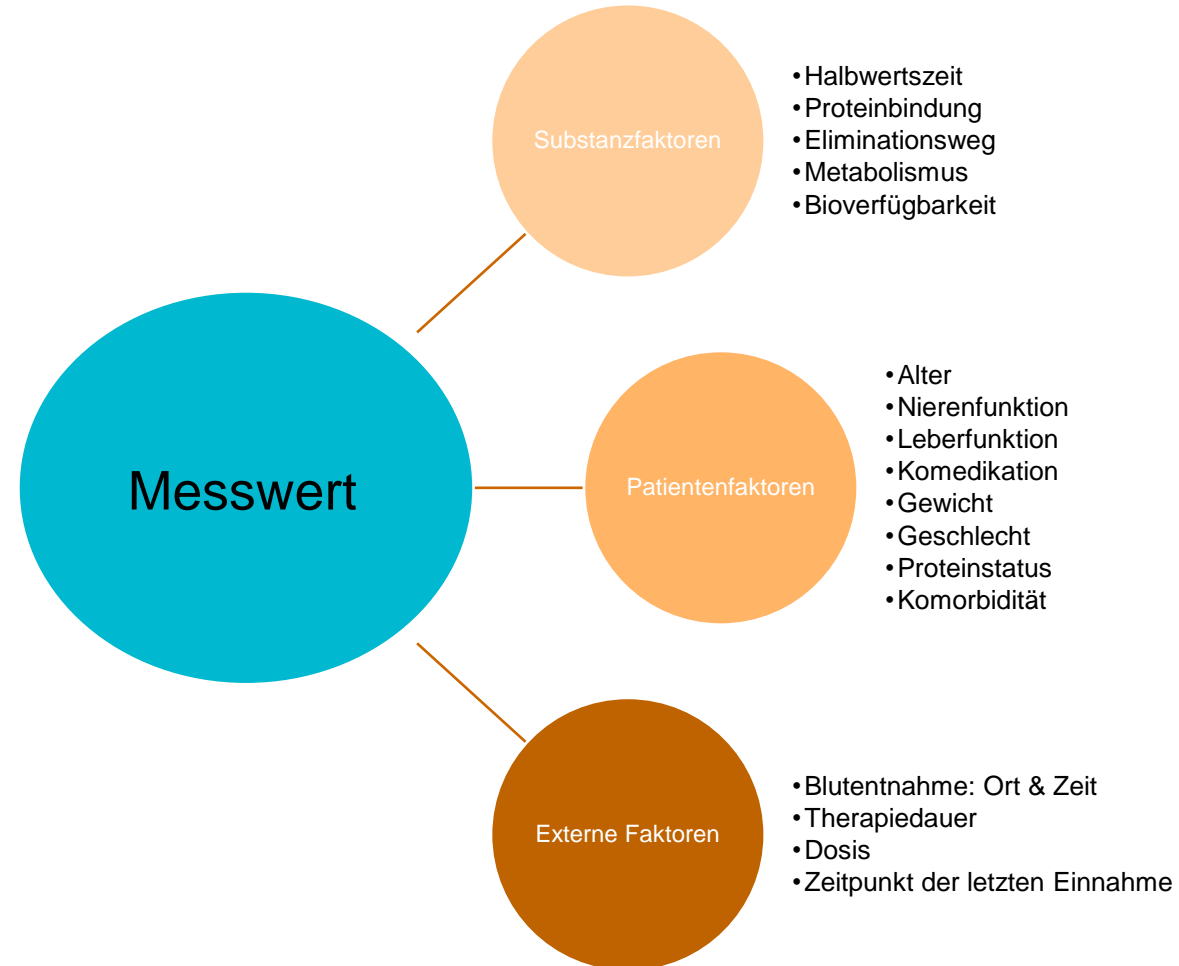 Messwert
Substanzfaktoren
•Halbwertszeit
•Proteinbindung
•Eliminationsweg
•Metabolismus
•Bioverfügbarkeit
Patientenfaktoren
•Alter
•Nierenfunktion
•Leberfunktion
•Komedikation
•Gewicht
•Geschlecht
•Proteinstatus
•Komorbidität
Externe Faktoren
•Blutentnahme: Ort & Zeit
•Therapiedauer
•Dosis
•Zeitpunkt der letzten Einnahme